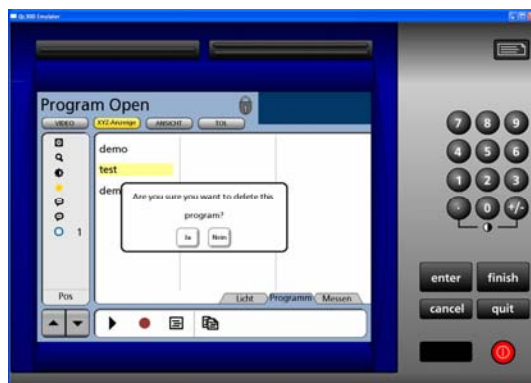 Qc300 Emulator
Program Open
VIDEO XYZ-Anzeige ANSICHT TOL
demo
test
dem
Are you sure you want to delete this
program?
Ja Nein
1
Pos
Licht Programm Messen
7 8 9
4 5 6
1 2 3
. 0 +/-
enter finish
cancel quit